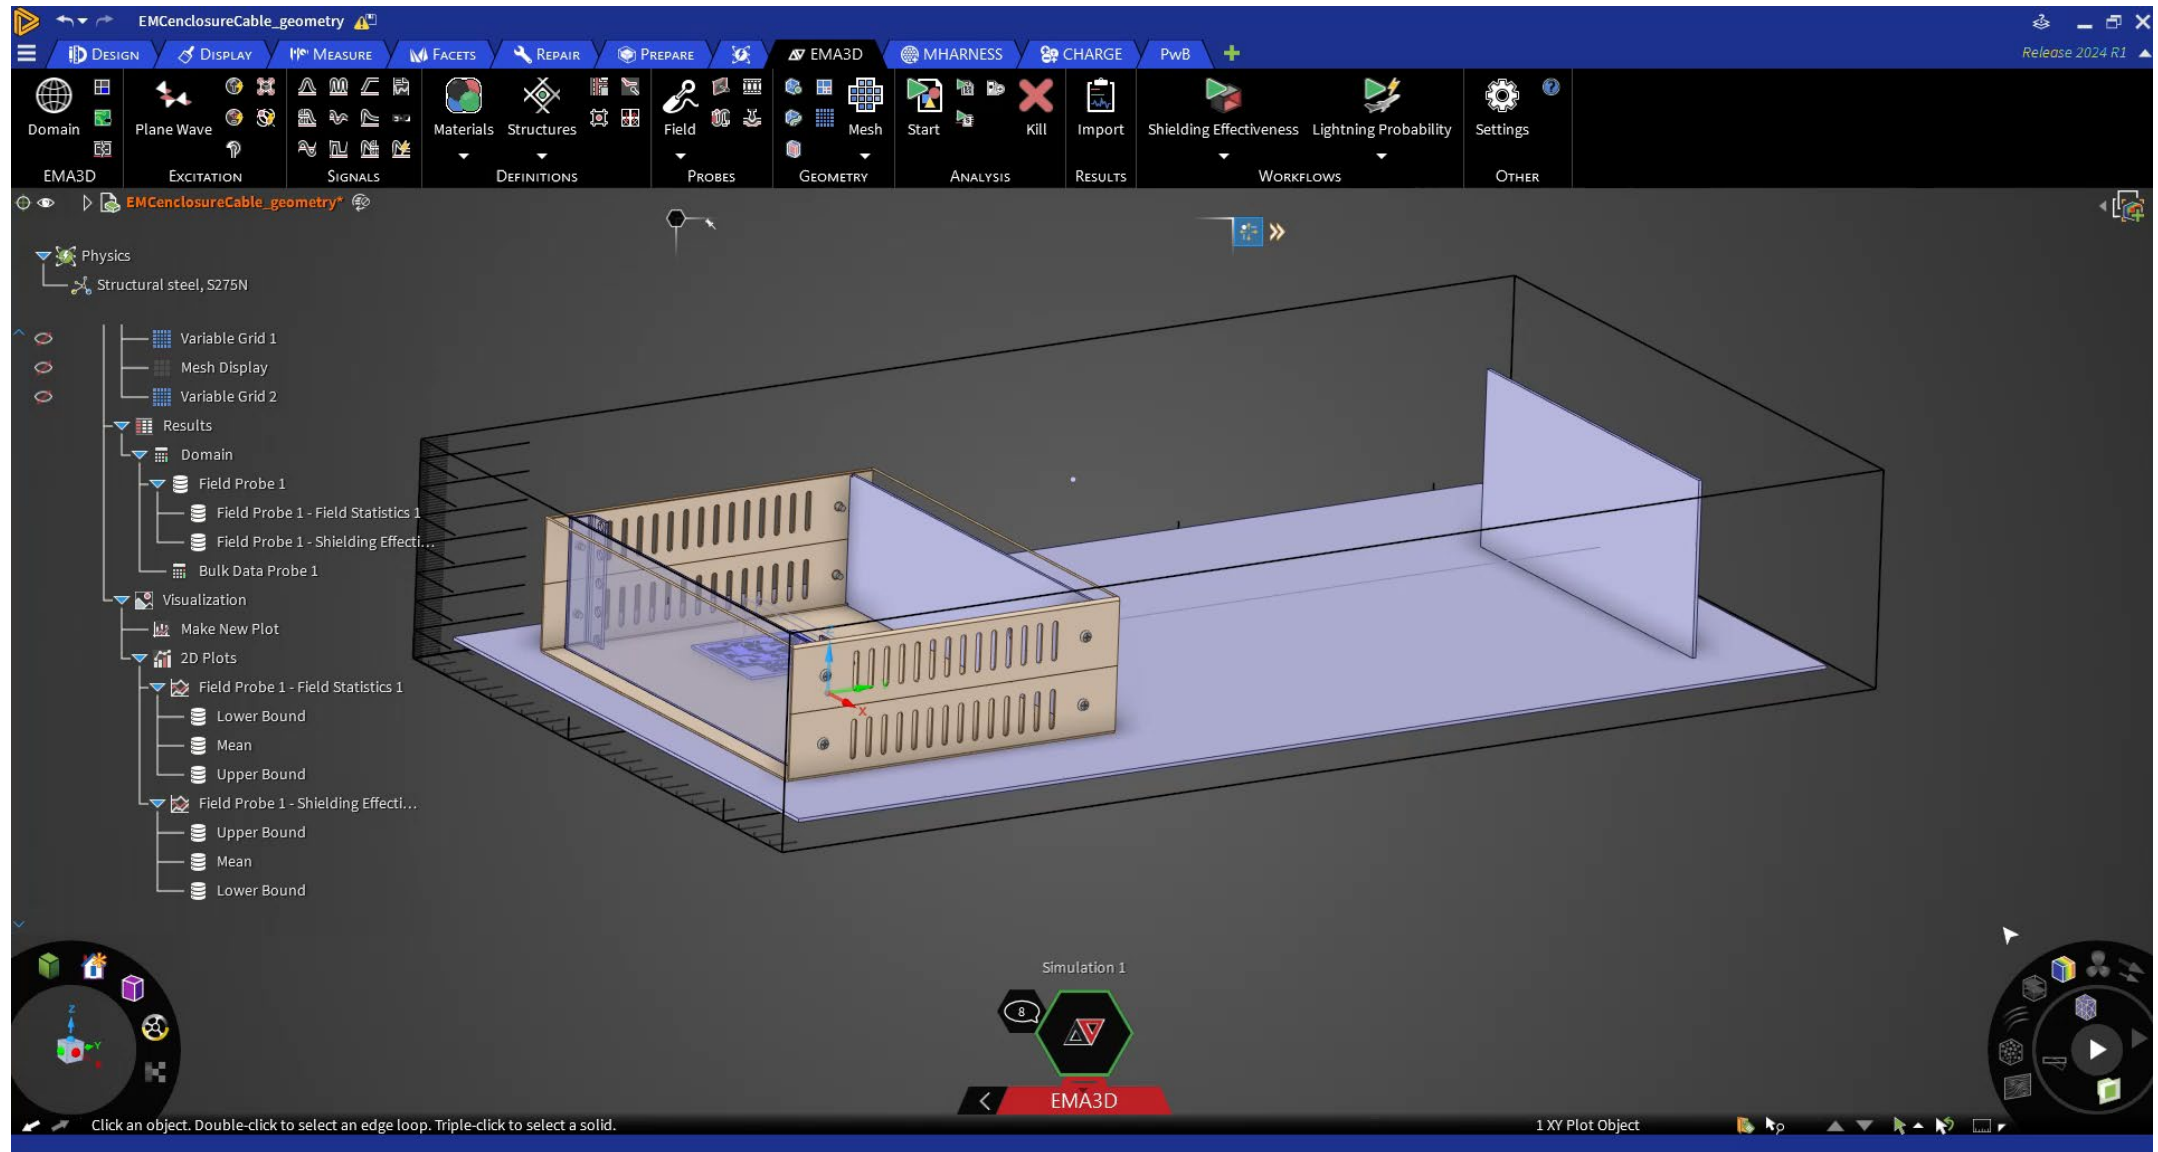 EMCenclosureCable_geometry
DESIGN DISPLAY MEASURE FACETS REPAIR PREPARE EMA3D MHARNESS CHARGE PwB
Release 2024 R1
Domain Plane Wave Materials Structures Field Mesh Start Kill Import Shielding Effectiveness Lightning Probability Settings
EMA3D EXCITATION SIGNALS DEFINITIONS PROBES GEOMETRY ANALYSIS RESULTS WORKFLOWS OTHER
EMCenclosureCable_geometry*
Physics
Structural steel, S275N
Variable Grid 1
Mesh Display
Variable Grid 2
Results
Domain
Field Probe 1
Field Probe 1 - Field Statistics 1
Field Probe 1 - Shielding Effecti...
Bulk Data Probe 1
Visualization
Make New Plot
2D Plots
Field Probe 1 - Field Statistics 1
Lower Bound
Mean
Upper Bound
Field Probe 1 - Shielding Effecti...
Upper Bound
Mean
Lower Bound
X
Z
Y
Simulation 1
8
EMA3D
Click an object. Double-click to select an edge loop. Triple-click to select a solid.
1 XY Plot Object